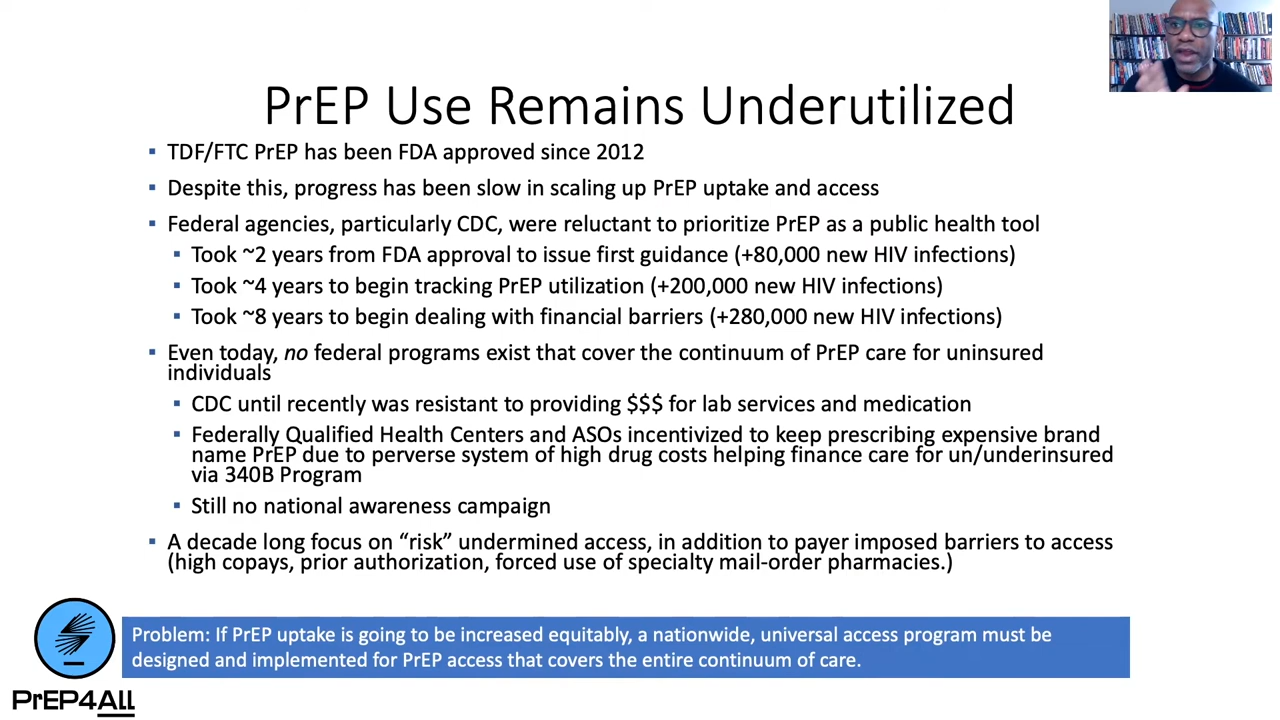 PrEP Use Remains Underutilized
▪ TDF/FTC PrEP has been FDA approved since 2012
▪ Despite this, progress has been slow in scaling up PrEP uptake and access
▪ Federal agencies, particularly CDC, were reluctant to prioritize PrEP as a public health tool
▪ Took ~2 years from FDA approval to issue first guidance (+80,000 new HIV infections)
▪ Took ~4 years to begin tracking PrEP utilization (+200,000 new HIV infections)
▪ Took ~8 years to begin dealing with financial barriers (+280,000 new HIV infections)
▪ Even today, no federal programs exist that cover the continuum of PrEP care for uninsured
individuals
▪ CDC until recently was resistant to providing $$$ for lab services and medication
▪ Federally Qualified Health Centers and ASOs incentivized to keep prescribing expensive brand
name PrEP due to perverse system of high drug costs helping finance care for un/underinsured
via 340B Program
▪ Still no national awareness campaign
▪ A decade long focus on “risk” undermined access, in addition to payer imposed barriers to access
(high copays, prior authorization, forced use of specialty mail-order pharmacies.)
Problem: If PrEP uptake is going to be increased equitably, a nationwide, universal access program must be
designed and implemented for PrEP access that covers the entire continuum of care.
PrEP4ALL